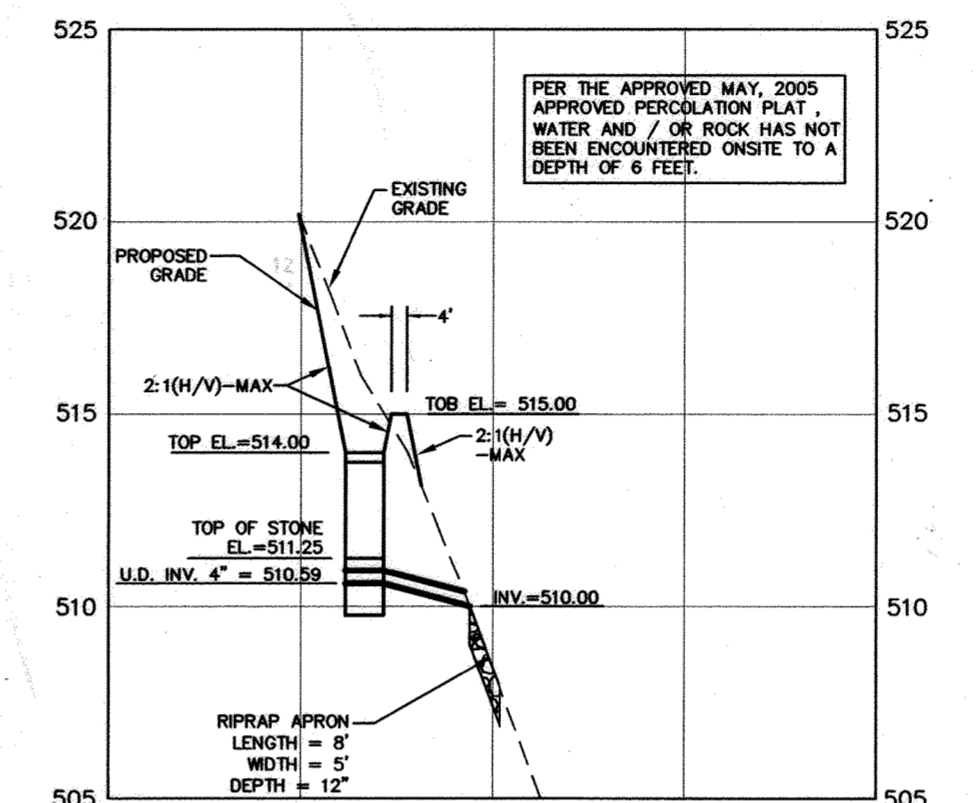 525
525
PER THE APPROVED MAY, 2005
APPROVED PERCOLATION PLAT ,
WATER AND / OR ROCK HAS NOT
BEEN ENCOUNTERED ONSITE TO A
DEPTH OF 6 FEET.
EXISTING
GRADE
520
520
PROPOSED
GRADE
12
4'
2:1(H/V)-MAX
TOB EL.= 515.00
515
515
TOP EL.=514.00
2:1(H/V)
-MAX
TOP OF STONE
EL.=511.25
U.D. INV. 4" = 510.59
INV.=510.00
510
510
RIPRAP APRON
LENGTH = 8'
WIDTH = 5'
DEPTH = 12"
505
505